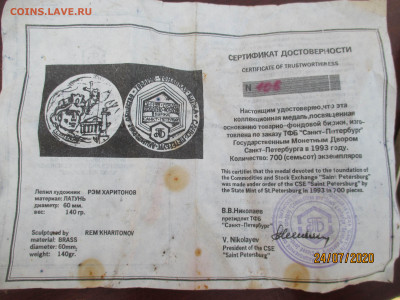 COINS.LAVE.RU
СЕРТИФИКАТ ДОСТОВЕРНОСТИ
CERTIFICATE OF TRUSTWORTHINESS
N 106
Настоящим удостоверяю, что эта
коллекционная медаль, посвященная
основанию товарно-фондовой биржи, изго-
товлена по заказу ТФБ "Санкт-Петербург"
Государственным Монетным Двором
Санкт-Петербурга в 1993 году.
Количество: 700 (семьсот) экземпляров
This certifies that the medal devoted to the foundation
of the Commodities and Stock Exchange "Saint Petersburg"
was made under order of the CSE "Saint Petersburg" by
the State Mint of St.Petersburg in 1993 in 700 pieces.
Лепил художник РЭМ ХАРИТОНОВ
материал: ЛАТУНЬ
диаметр: 60 мм.
вес: 140 гр.
Sculptured by REM KHARITONOV
material: BRASS
diameter: 60mm,
weight: 140gr.
В.В.Николаев
президент ТФБ
"Санкт-Петербург"
V. Nikolayev
President of the CSE
"Saint Petersburg"
24/07/2020